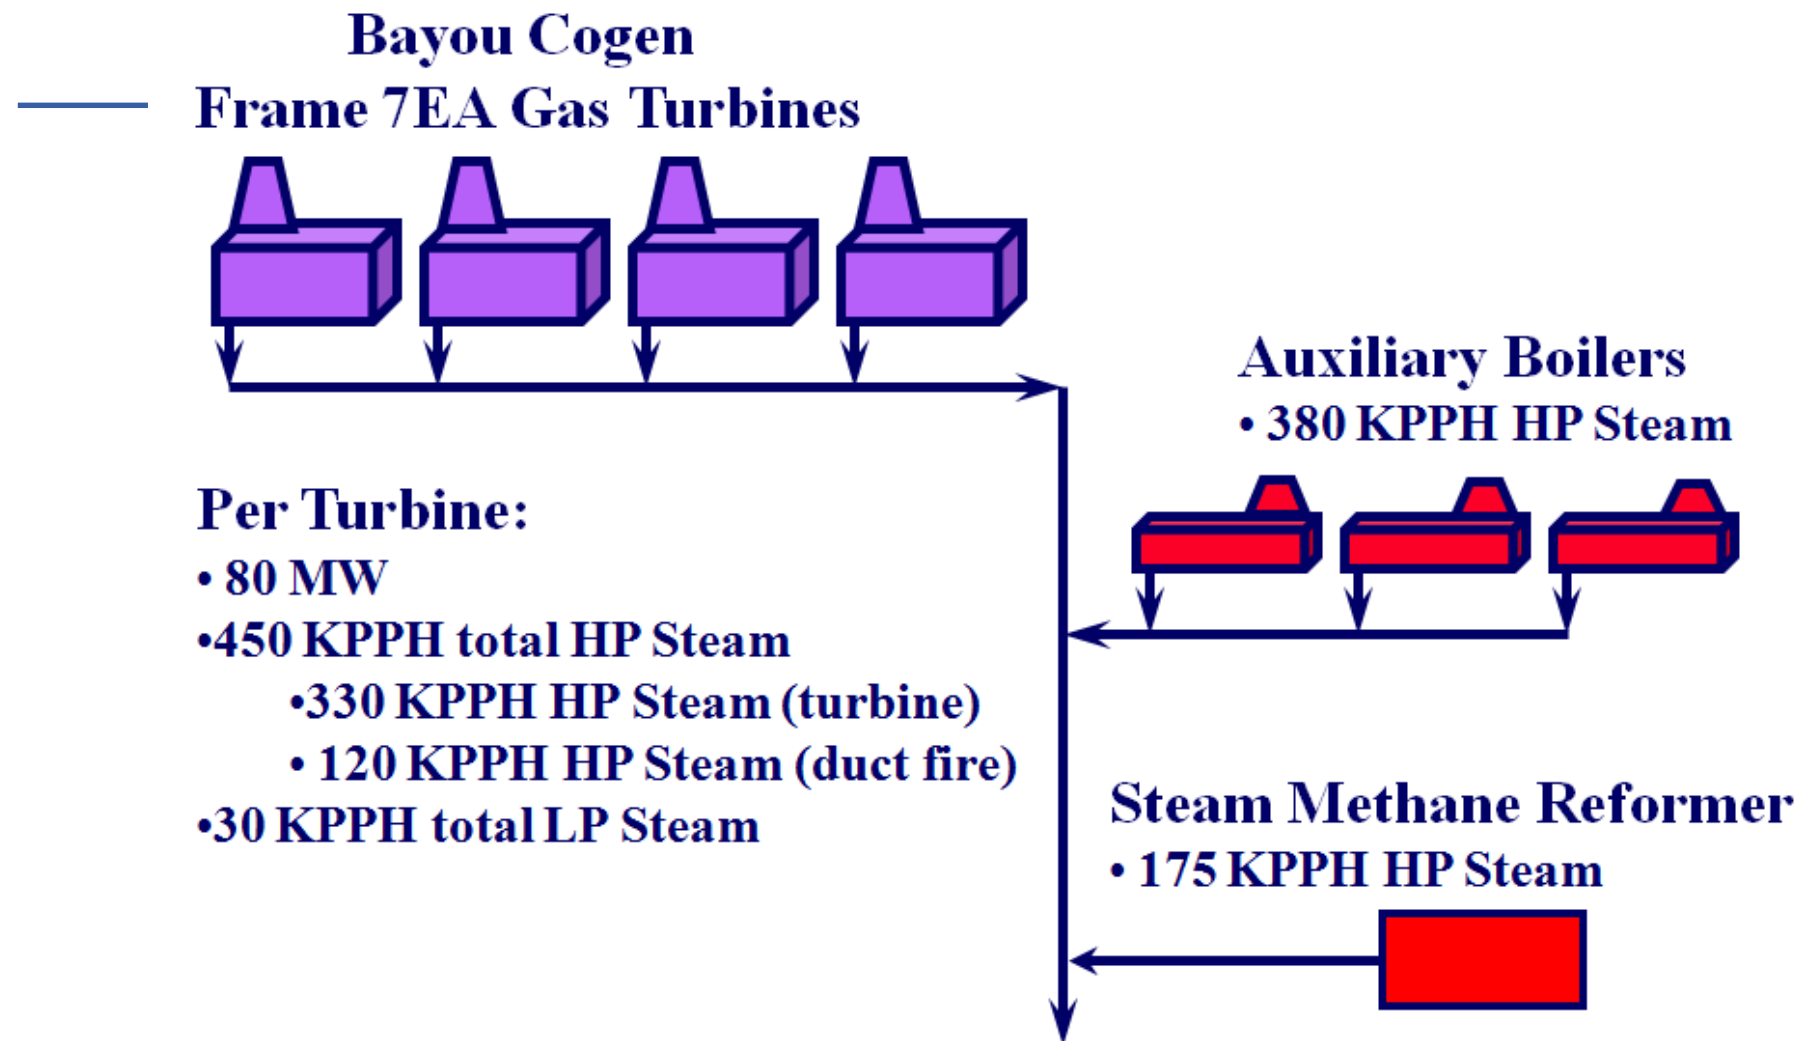 Bayou Cogen
Frame 7EA Gas Turbines
Auxiliary Boilers
• 380 KPPH HP Steam
Per Turbine:
• 80 MW
•450 KPPH total HP Steam
•330 KPPH HP Steam (turbine)
• 120 KPPH HP Steam (duct fire)
•30 KPPH total LP Steam
Steam Methane Reformer
• 175 KPPH HP Steam